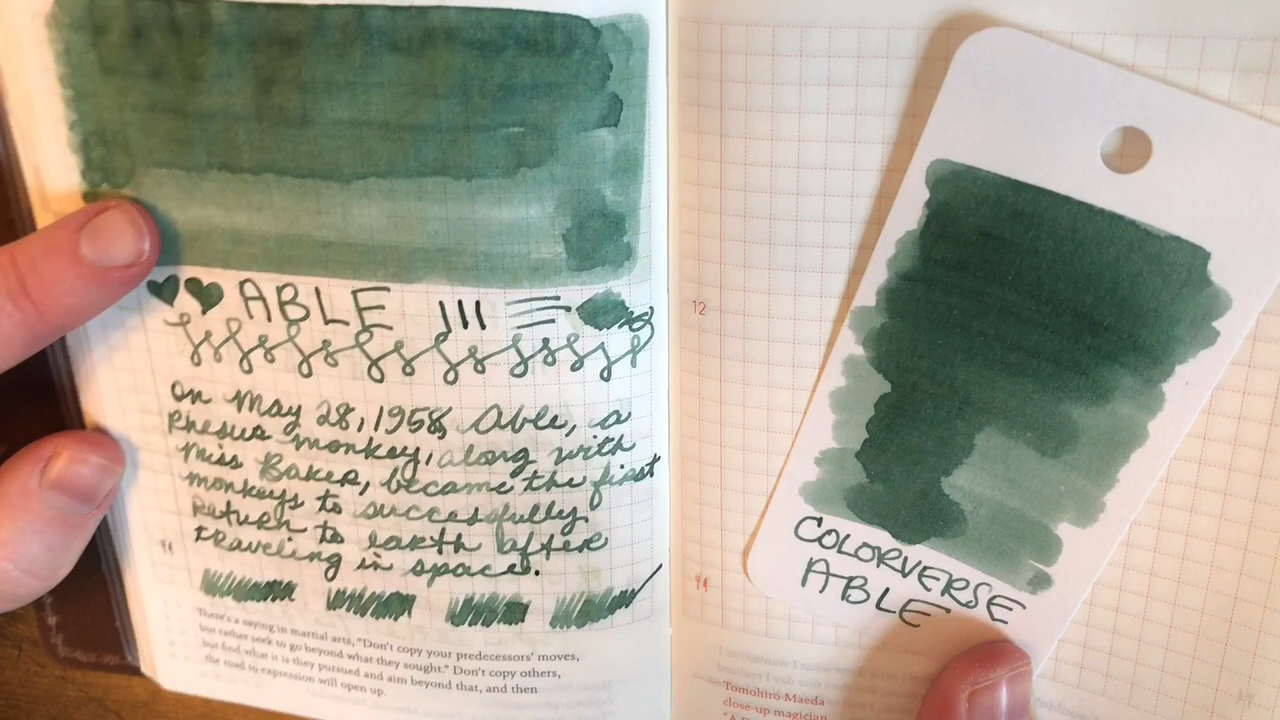 ABLE
On May 28, 1958, Able, a
Rhesus monkey, along with
Miss Baker, became the first
monkeys to successfully
return to earth after
traveling in space.
11
There's a saying in martial arts, "Don't copy your predecessors' moves,
but rather seek to go beyond what they sought." Don't copy others,
but find what it is they pursued and aim beyond that, and then
the road to expression will open up.
12
11
COLORVERSE
ABLE
Tomohiro Maeda
close-up magician